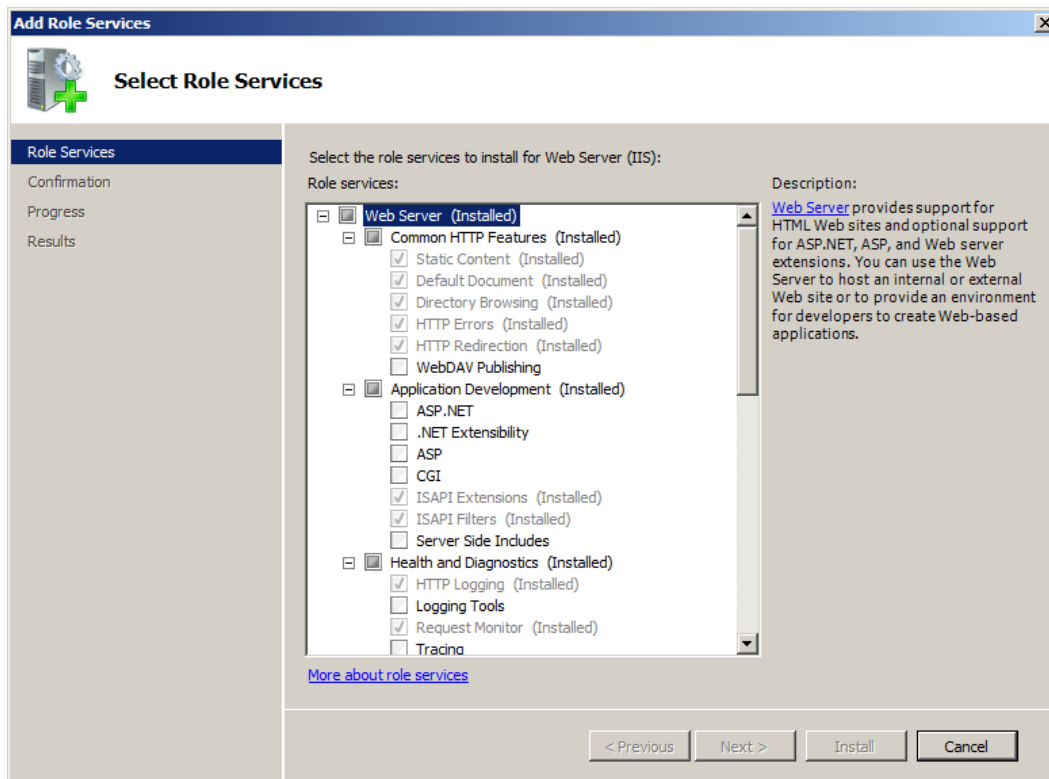 Add Role Services
Select Role Services
Role Services
Confirmation
Progress
Results
Select the role services to install for Web Server (IIS):
Role services:
Web Server (Installed)
Common HTTP Features (Installed)
Static Content (Installed)
Default Document (Installed)
Directory Browsing (Installed)
HTTP Errors (Installed)
HTTP Redirection (Installed)
WebDAV Publishing
Application Development (Installed)
ASP.NET
.NET Extensibility
ASP
CGI
ISAPI Extensions (Installed)
ISAPI Filters (Installed)
Server Side Includes
Health and Diagnostics (Installed)
HTTP Logging (Installed)
Logging Tools
Request Monitor (Installed)
Tracing
More about role services
Description:
Web Server provides support for
HTML Web sites and optional support
for ASP.NET, ASP, and Web server
extensions. You can use the Web
Server to host an internal or external
Web site or to provide an environment
for developers to create Web-based
applications.
< Previous
Next >
Install
Cancel